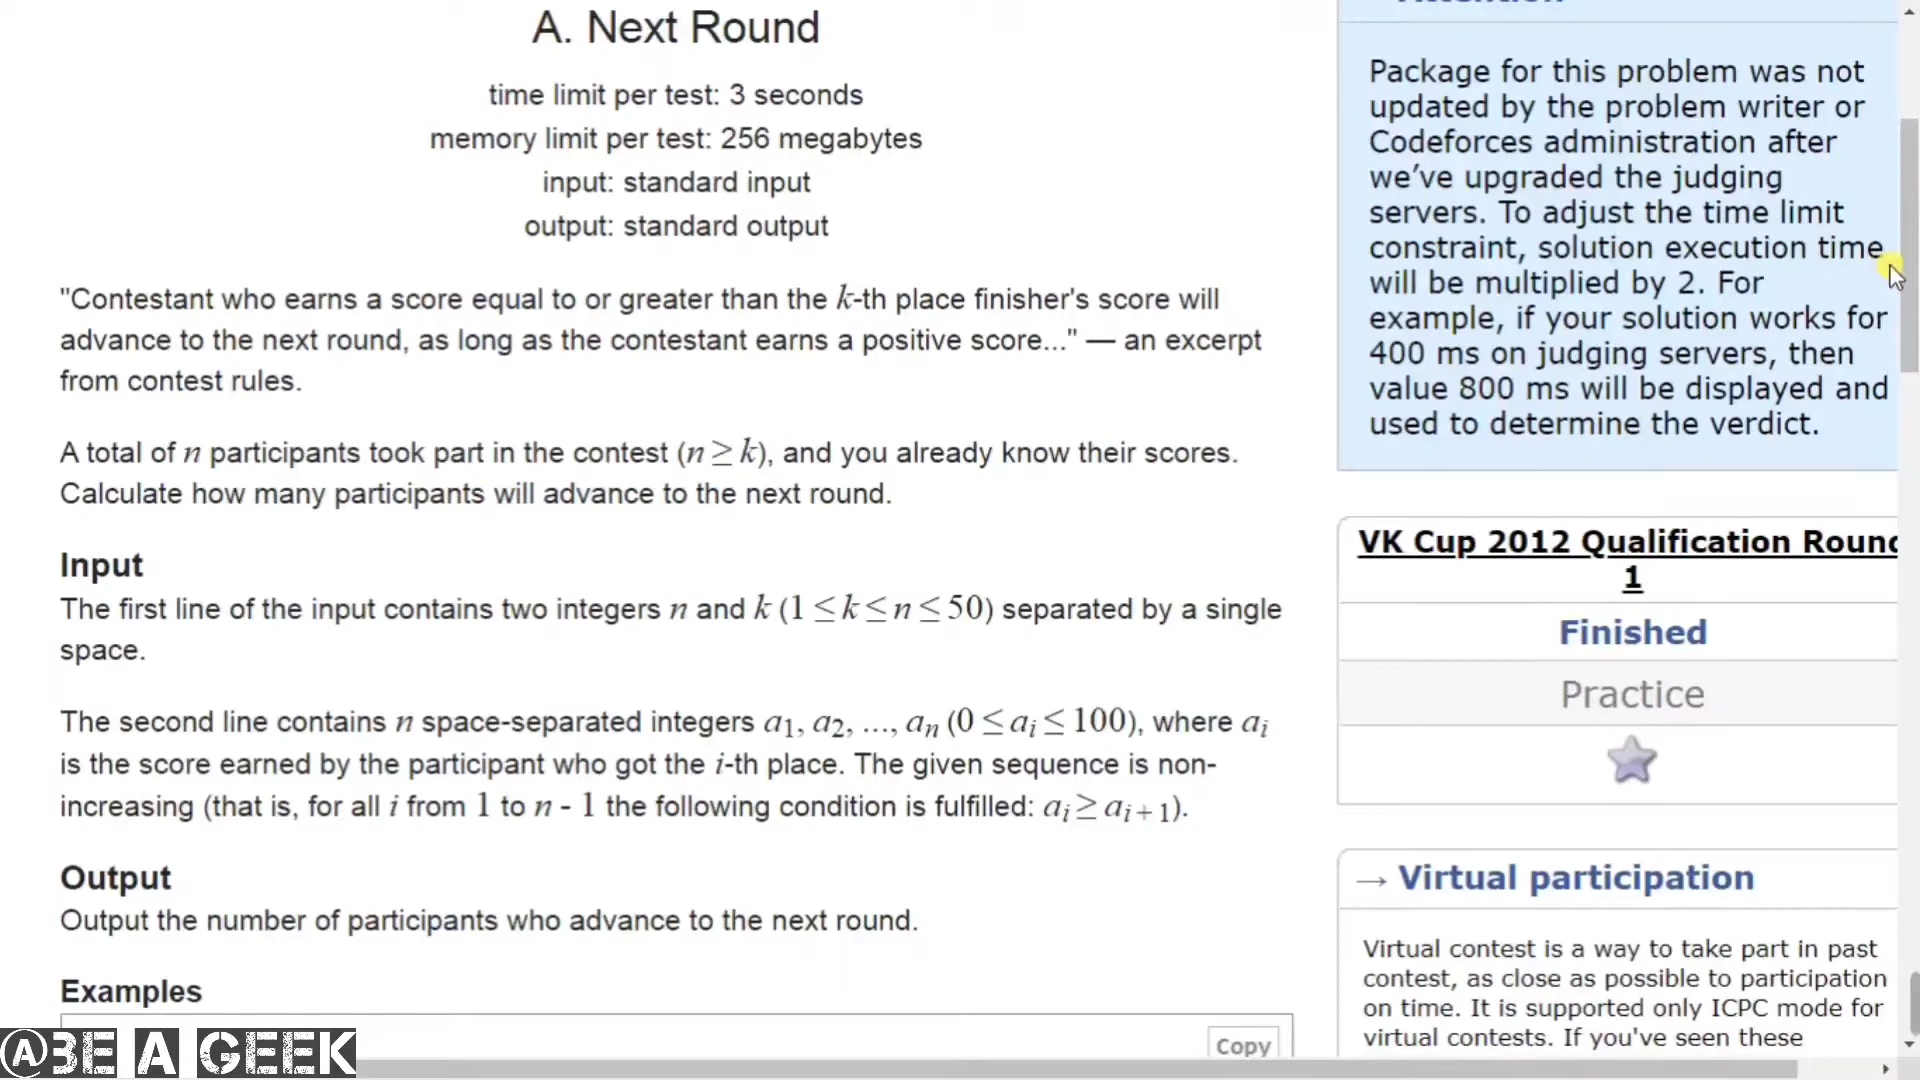 A. Next Round
time limit per test: 3 seconds
memory limit per test: 256 megabytes
input: standard input
output: standard output
"Contestant who earns a score equal to or greater than the k-th place finisher's score will
advance to the next round, as long as the contestant earns a positive score..." — an excerpt
from contest rules.
A total of n participants took part in the contest (n ≥ k), and you already know their scores.
Calculate how many participants will advance to the next round.
Input
The first line of the input contains two integers n and k (1 ≤ k ≤ n ≤ 50) separated by a single
space.
The second line contains n space-separated integers a1, a2, ..., an (0 ≤ ai ≤ 100), where ai
is the score earned by the participant who got the i-th place. The given sequence is non-
increasing (that is, for all i from 1 to n - 1 the following condition is fulfilled: ai ≥ ai + 1).
Output
Output the number of participants who advance to the next round.
Examples
Copy
Package for this problem was not
updated by the problem writer or
Codeforces administration after
we’ve upgraded the judging
servers. To adjust the time limit
constraint, solution execution time
will be multiplied by 2. For
example, if your solution works for
400 ms on judging servers, then
value 800 ms will be displayed and
used to determine the verdict.
VK Cup 2012 Qualification Round
1
Finished
Practice
→ Virtual participation
Virtual contest is a way to take part in past
contest, as close as possible to participation
on time. It is supported only ICPC mode for
virtual contests. If you've seen these
@BE A GEEK